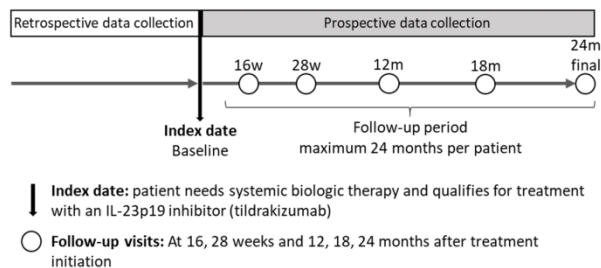 Retrospective data collection
Prospective data collection
24m
final
16w
28w
12m
18m
Index date
Baseline
Follow-up period
maximum 24 months per patient
Index date: patient needs systemic biologic therapy and qualifies for treatment
with an IL-23p19 inhibitor (tildrakizumab)
Follow-up visits: At 16, 28 weeks and 12, 18, 24 months after treatment
initiation